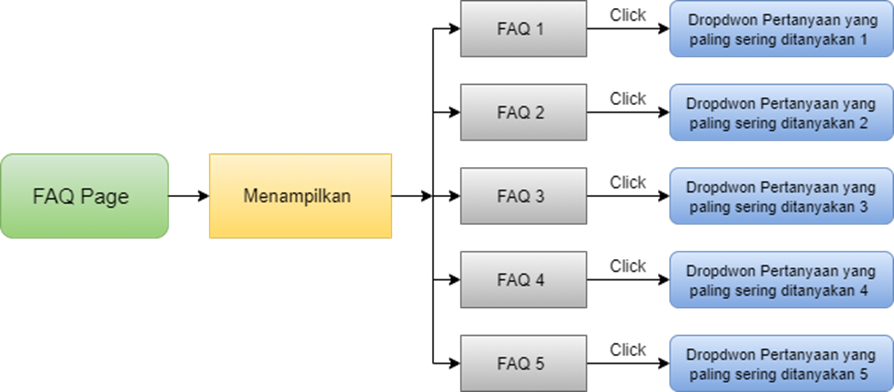 FAQ Page
Menampilkan
FAQ 1
Click
Dropdwon Pertanyaan yang
paling sering ditanyakan 1
FAQ 2
Click
Dropdwon Pertanyaan yang
paling sering ditanyakan 2
FAQ 3
Click
Dropdwon Pertanyaan yang
paling sering ditanyakan 3
FAQ 4
Click
Dropdwon Pertanyaan yang
paling sering ditanyakan 4
FAQ 5
Click
Dropdwon Pertanyaan yang
paling sering ditanyakan 5